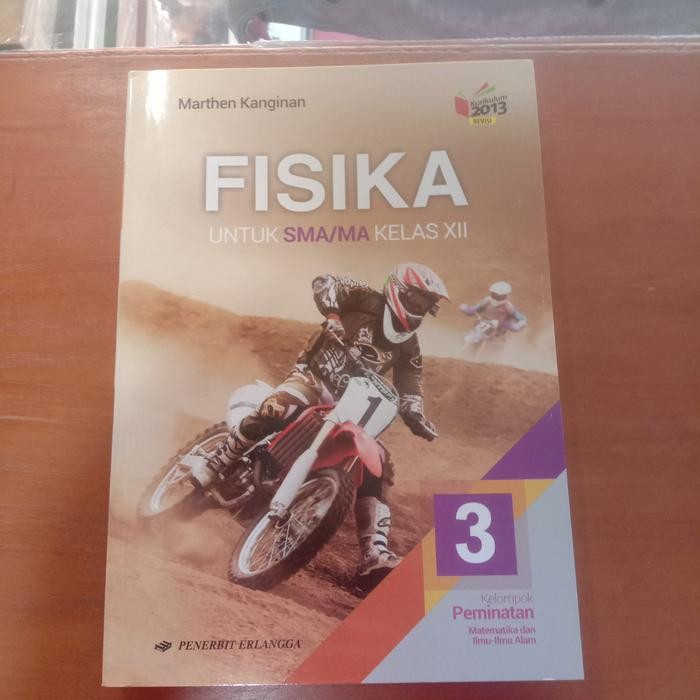 Marthen Kanginan
Kurikulum
2013
REVISI
FISIKA
UNTUK SMA/MA KELAS XII
1
3
Kelompok
Peminatan
Matematika dan
Ilmu-Ilmu Alam
PENERBIT ERLANGGA